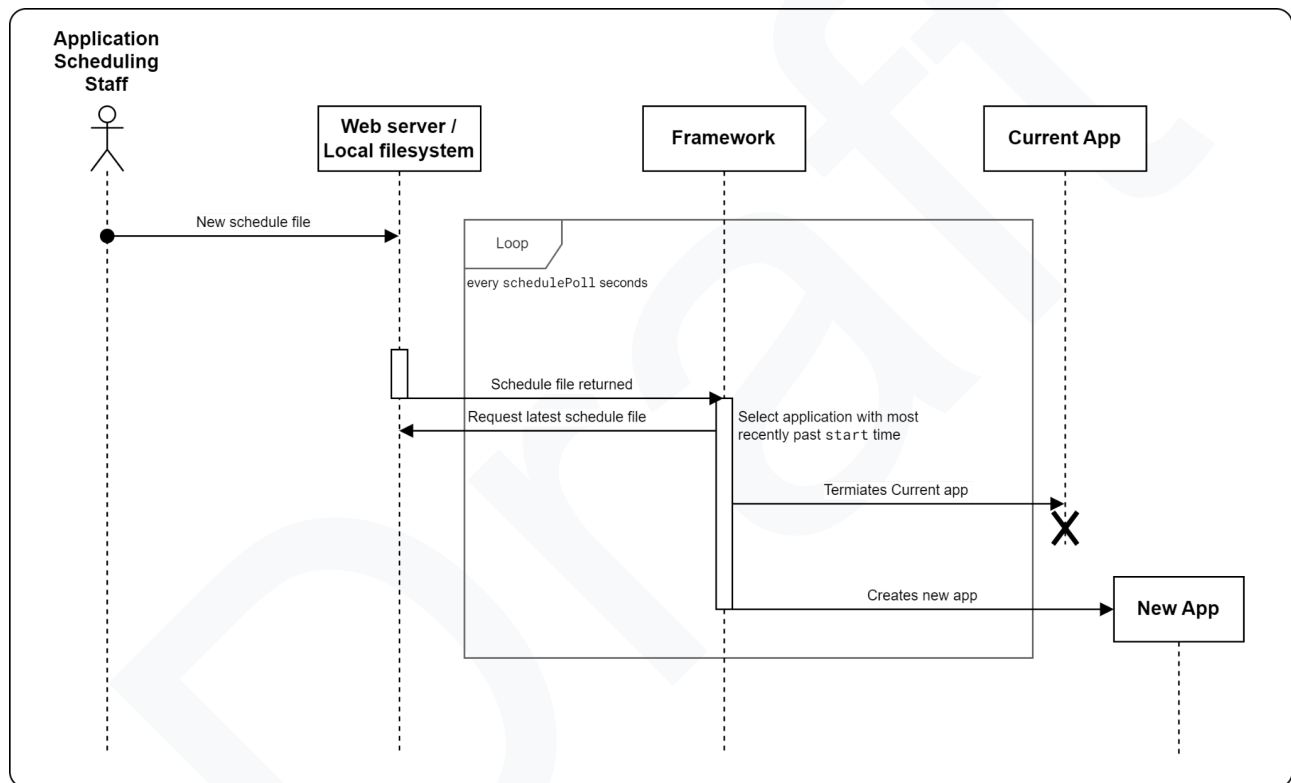 Application
Scheduling
Staff
Web server /
Local filesystem
Framework
Current App
New schedule file
Loop
every schedulePoll seconds
Schedule file returned
Request latest schedule file
Select application with most
recently past start time
Termiates Current app
Creates new app
New App
Draft